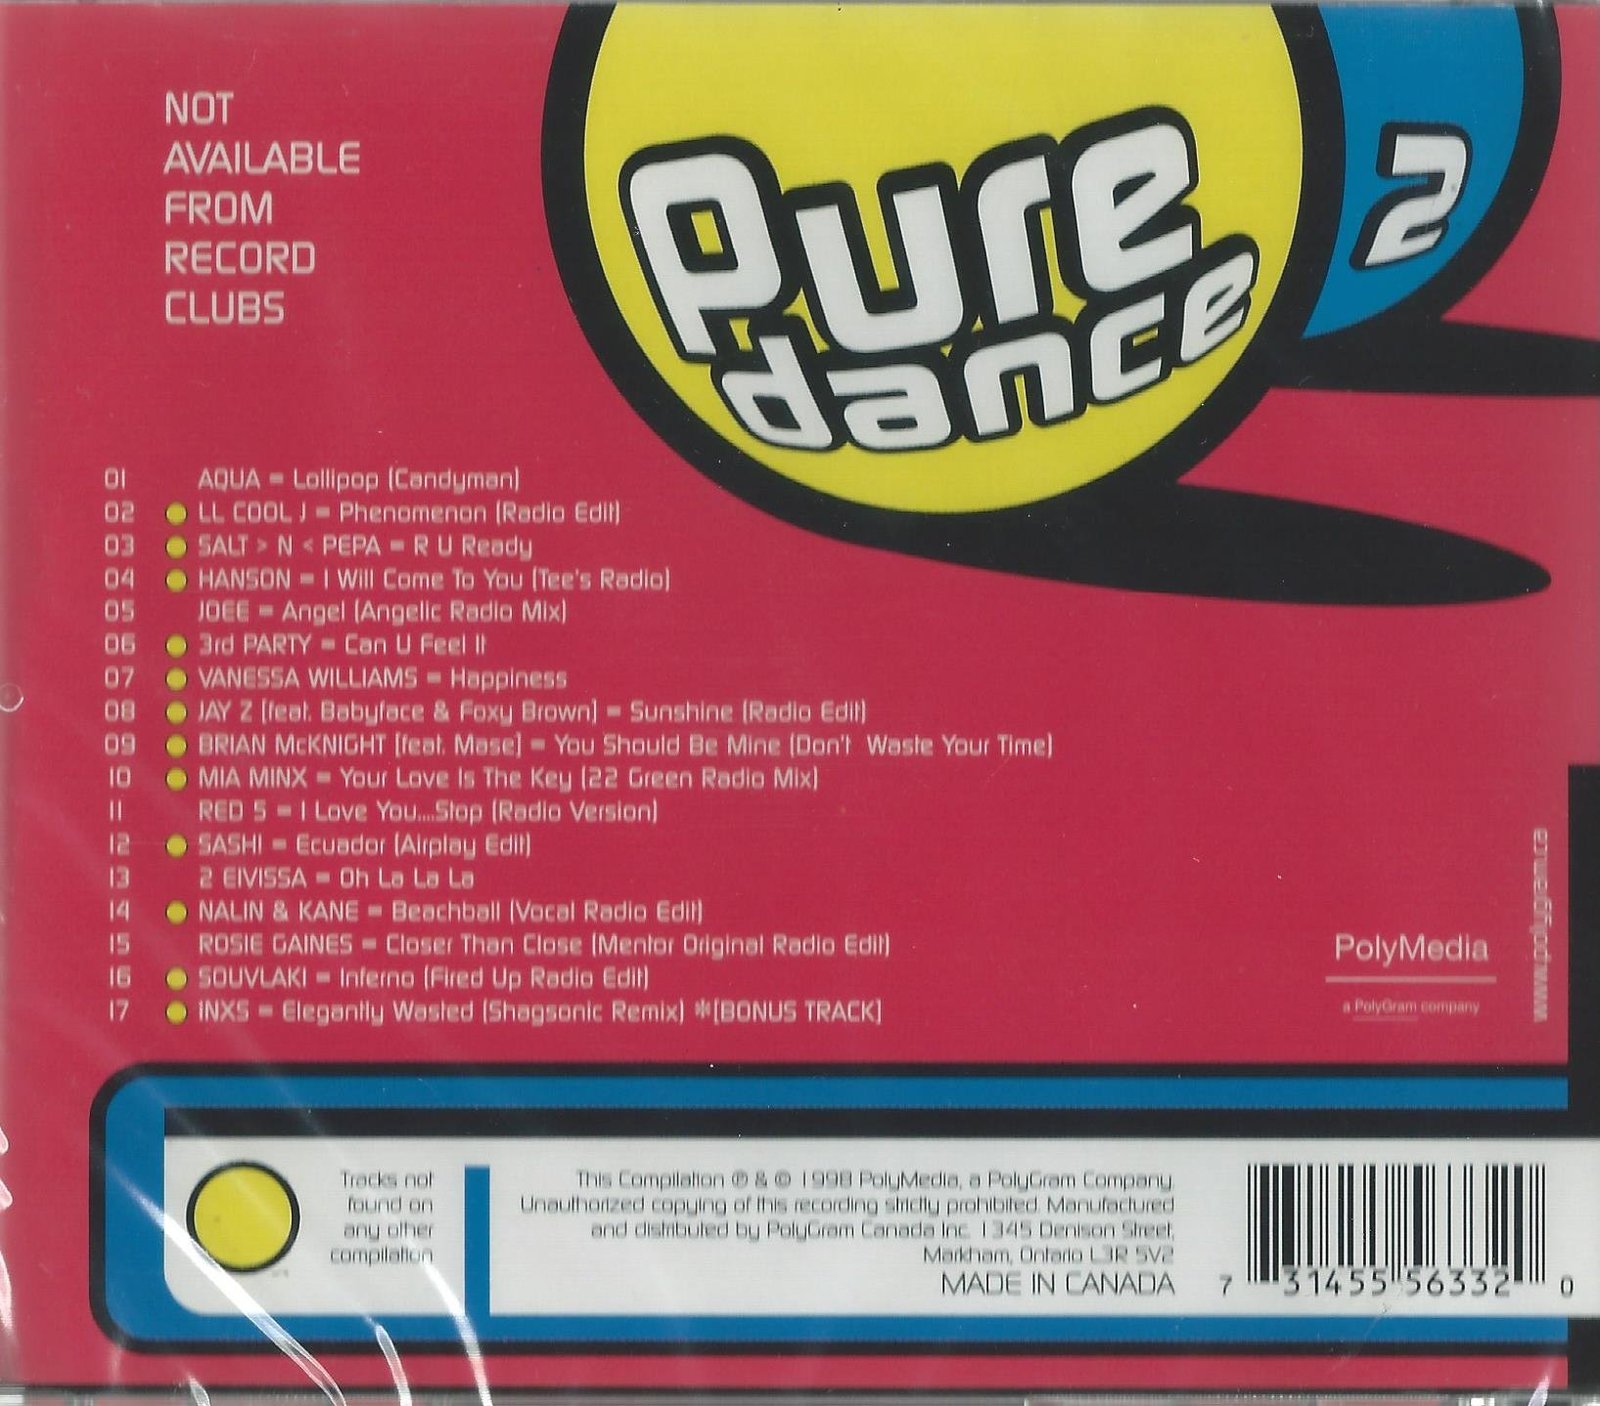 NOT
AVAILABLE
FROM
RECORD
CLUBS
Pure
dance
2
01 AQUA = Lollipop (Candyman)
02 LL COOL J = Phenomenon (Radio Edit)
03 SALT > N < PEPA = R U Ready
04 HANSON = I Will Come To You (Tee's Radio)
05 JOEE = Angel (Angelic Radio Mix)
06 3rd PARTY = Can U Feel It
07 VANESSA WILLIAMS = Happiness
08 JAY Z [feat. Babyface & Foxy Brown] = Sunshine (Radio Edit)
09 BRIAN McKNIGHT [feat. Mase] = You Should Be Mine (Don't Waste Your Time)
10 MIA MINX = Your Love Is The Key (22 Green Radio Mix)
11 RED 5 = I Love You....Stop (Radio Version)
12 SASH! = Ecuador (Airplay Edit)
13 2 EIVISSA = Oh La La La
14 NALIN & KANE = Beachball (Vocal Radio Edit)
15 ROSIE GAINES = Closer Than Close (Mentor Original Radio Edit)
16 SOUVLAKI = Inferno (Fired Up Radio Edit)
17 INXS = Elegantly Wasted (Shagsonic Remix) *[BONUS TRACK]
PolyMedia
a PolyGram company
www.polygram.ca
Tracks not
found on
any other
compilation
This Compilation ℗ & © 1998 PolyMedia, a PolyGram Company.
Unauthorized copying of this recording strictly prohibited. Manufactured
and distributed by PolyGram Canada Inc. 1345 Denison Street,
Markham, Ontario L3R 5V2
MADE IN CANADA
7 31455 56332 0